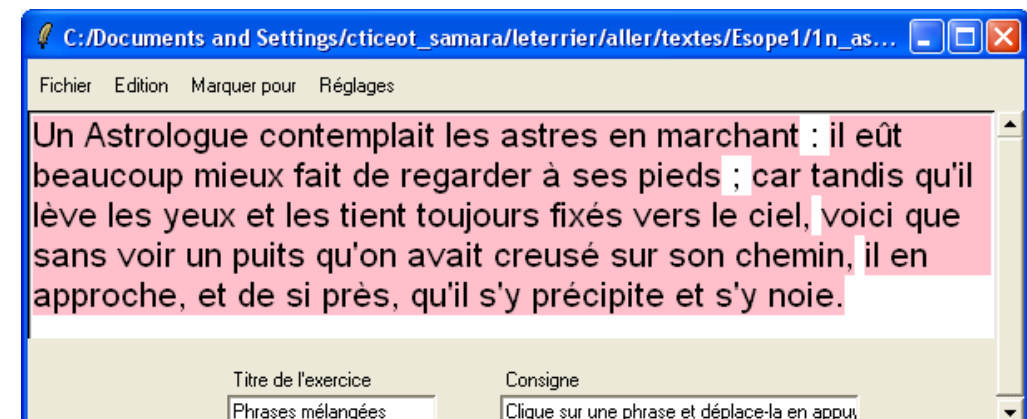 C:/Documents and Settings/cticeot_samara/leterrier/aller/textes/Esope1/1n_as...
Fichier Edition Marquer pour Réglages
Un Astrologue contemplait les astres en marchant : il eût
beaucoup mieux fait de regarder à ses pieds ; car tandis qu'il
lève les yeux et les tient toujours fixés vers le ciel, voici que
sans voir un puits qu'on avait creusé sur son chemin, il en
approche, et de si près, qu'il s'y précipite et s'y noie.
Titre de l'exercice Consigne
Phrases mélangées Clique sur une phrase et déplace-la en appuy